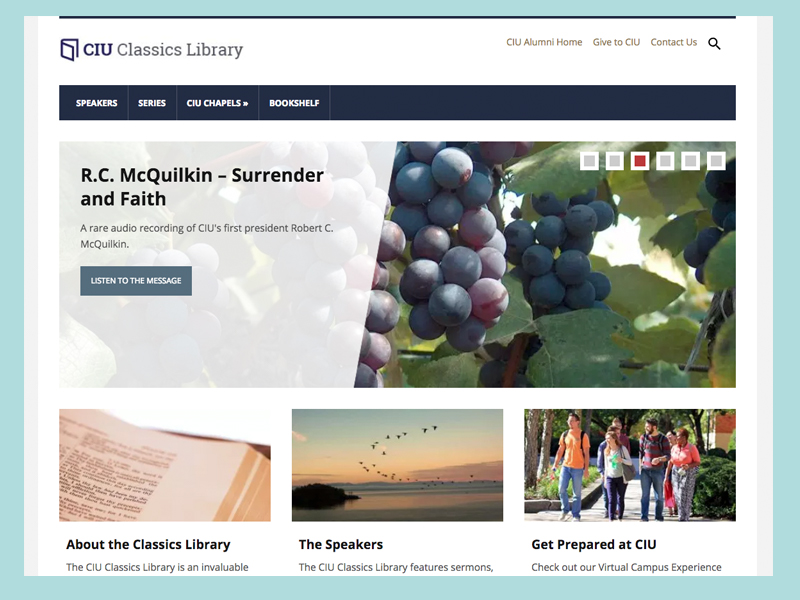 CIU Classics Library
CIU Alumni Home Give to CIU Contact Us
SPEAKERS SERIES CIU CHAPELS » BOOKSHELF
R.C. McQuilkin – Surrender
and Faith
A rare audio recording of CIU's first president Robert C.
McQuilkin.
LISTEN TO THE MESSAGE
About the Classics Library
The CIU Classics Library is an invaluable
The Speakers
The CIU Classics Library features sermons,
Get Prepared at CIU
Check out our Virtual Campus Experience